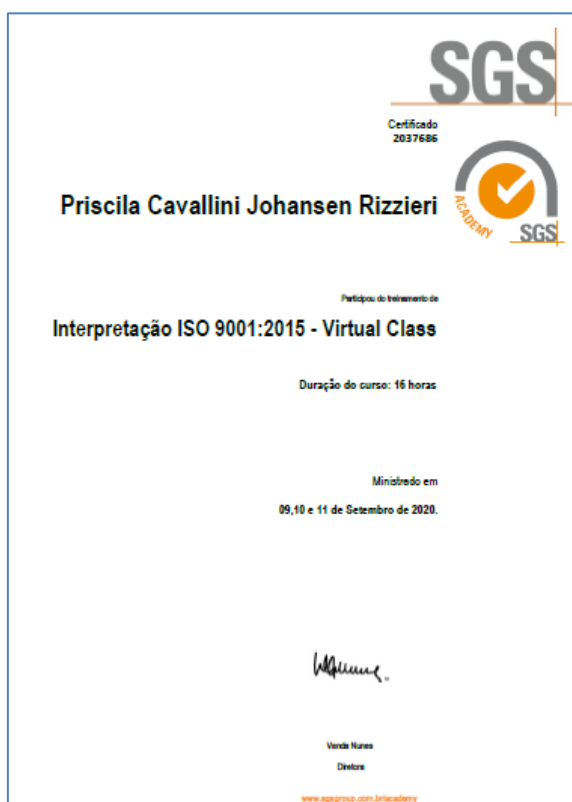 SGS
Certificado
2037686
ACADEMY
SGS
Priscila Cavallini Johansen Rizzieri
Participou do treinamento de
Interpretação ISO 9001:2015 - Virtual Class
Duração do curso: 16 horas
Ministrado em
09,10 e 11 de Setembro de 2020.
Vanda Nunes
Diretora
www.sgsgroup.com.br/academy